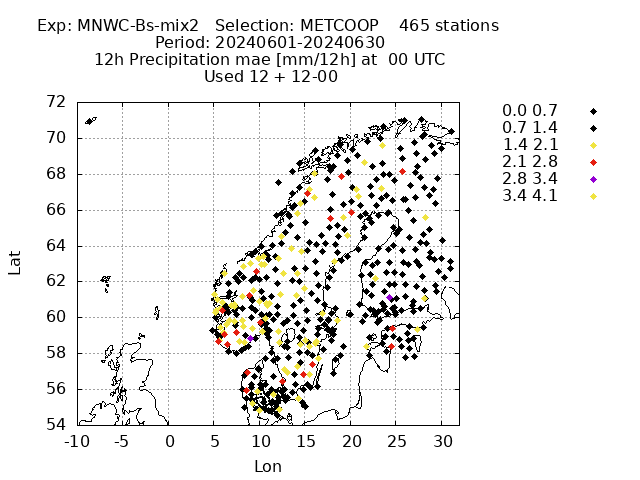 Exp: MNWC-Bs-mix2   Selection: METCOOP    465 stations
Period: 20240601-20240630
12h Precipitation mae [mm/12h] at  00 UTC
Used 12 + 12-00
72
70
68
66
64
62
60
58
56
54
Lat
-10 -5 0 5 10 15 20 25 30
Lon
0.0 0.7
0.7 1.4
1.4 2.1
2.1 2.8
2.8 3.4
3.4 4.1